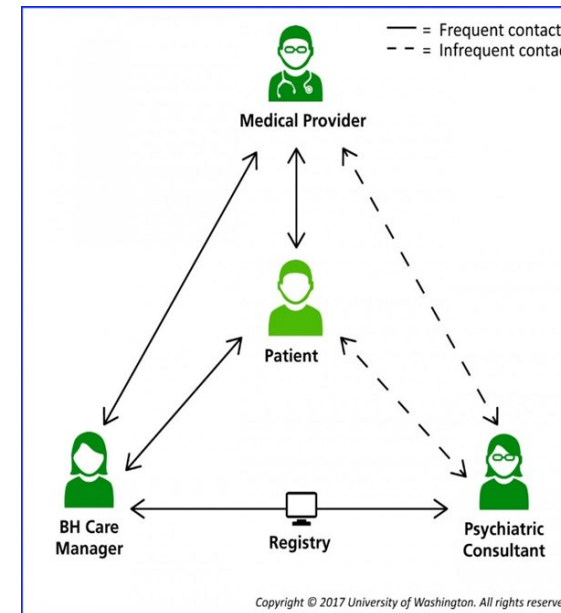 = Frequent contact
= Infrequent contac
Medical Provider
Patient
BH Care
Manager
Registry
Psychiatric
Consultant
Copyright © 2017 University of Washington. All rights reserve